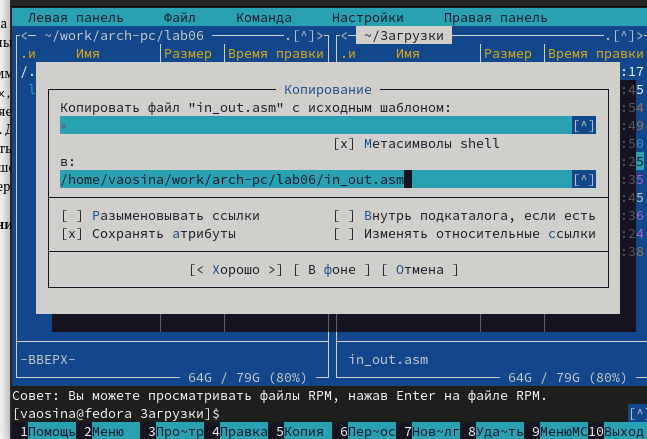 Левая панель Файл Команда Настройки Правая панель
<─ ~/work/arch-pc/lab06 ─.[^]> <─ ~/Загрузки ─.[^]>
.и Имя Размер Время правки .и Имя Размер Время правки
/. :17
Копирование
Копировать файл "in_out.asm" с исходным шаблоном:
* [^]
[x] Метасимволы shell
в:
/home/vaosina/work/arch-pc/lab06/in_out.asm [^]
[ ] Разыменовывать ссылки [ ] Внутрь подкаталога, если есть
[x] Сохранять атрибуты [ ] Изменять относительные ссылки
[< Хорошо >] [ В фоне ] [ Отмена ]
:45
:54
:49
:50
:25
:35
:45
:36
:24
:38
-ВВЕРХ- in_out.asm
64G / 79G (80%) 64G / 79G (80%)
Совет: Вы можете просматривать файлы RPM, нажав Enter на файле RPM.
[vaosina@fedora Загрузки]$ [^]
1Помощь 2Меню 3Про~тр 4Правка 5Копия 6Пер~ос 7Нов~лг 8Уда~ть 9МенюMC 10Выход